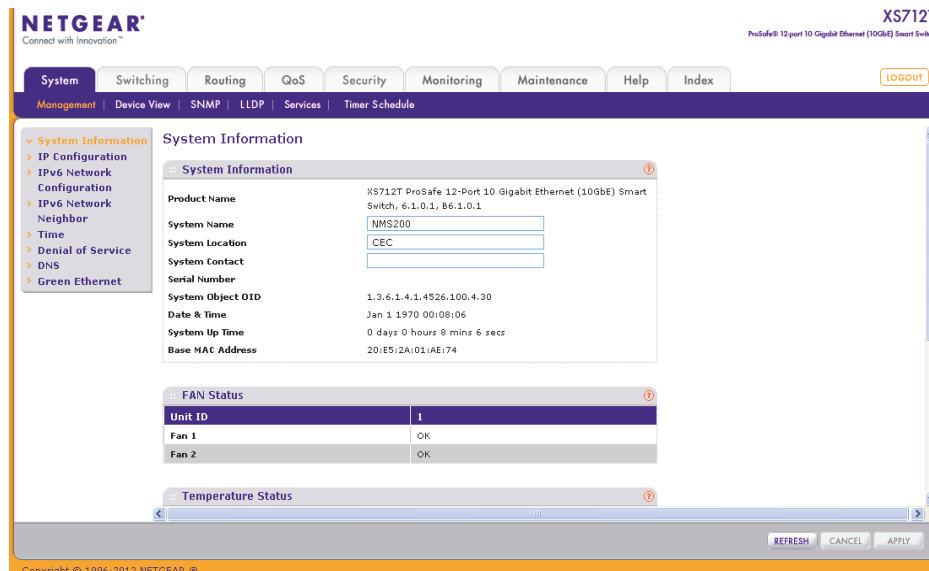 NETGEAR®
Connect with Innovation™
XS712T
ProSafe® 12-port 10 Gigabit Ethernet (10GbE) Smart Swit
System Switching Routing QoS Security Monitoring Maintenance Help Index LOGOUT
Management Device View SNMP LLDP Services Timer Schedule
System Information
IP Configuration
IPv6 Network
Configuration
IPv6 Network
Neighbor
Time
Denial of Service
DNS
Green Ethernet
System Information
System Information
Product Name XS712T ProSafe 12-Port 10 Gigabit Ethernet (10GbE) Smart
Switch, 6.1.0.1, B6.1.0.1
System Name NMS200
System Location CEC
System Contact
Serial Number
System Object OID 1.3.6.1.4.1.4526.100.4.30
Date & Time Jan 1 1970 00:08:06
System Up Time 0 days 0 hours 8 mins 6 secs
Base MAC Address 20:E5:2A:01:AE:74
FAN Status
Unit ID 1
Fan 1 OK
Fan 2 OK
Temperature Status
REFRESH CANCEL APPLY
Copyright © 1996-2012 NETGEAR ®